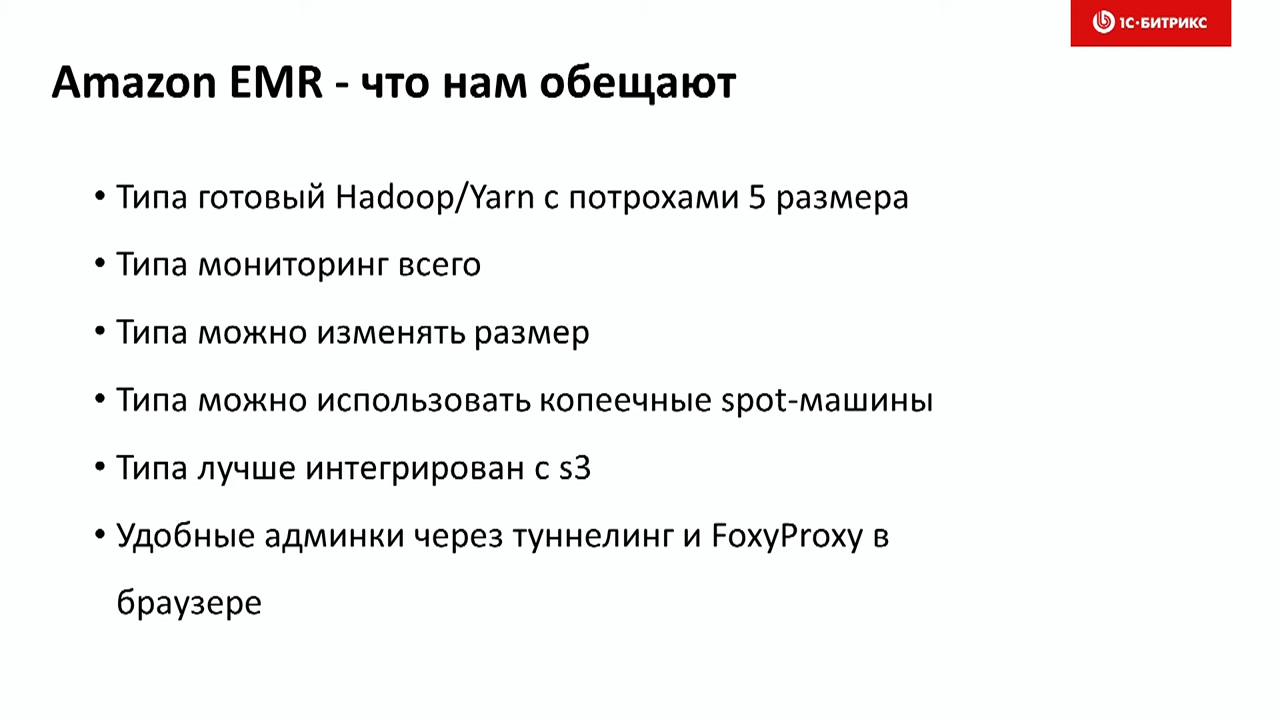 1С-БИТРИКС
Amazon EMR - что нам обещают
• Типа готовый Hadoop/Yarn с потрохами 5 размера
• Типа мониторинг всего
• Типа можно изменять размер
• Типа можно использовать копеечные spot-машины
• Типа лучше интегрирован с s3
• Удобные админки через туннелинг и FoxyProxy в
браузере